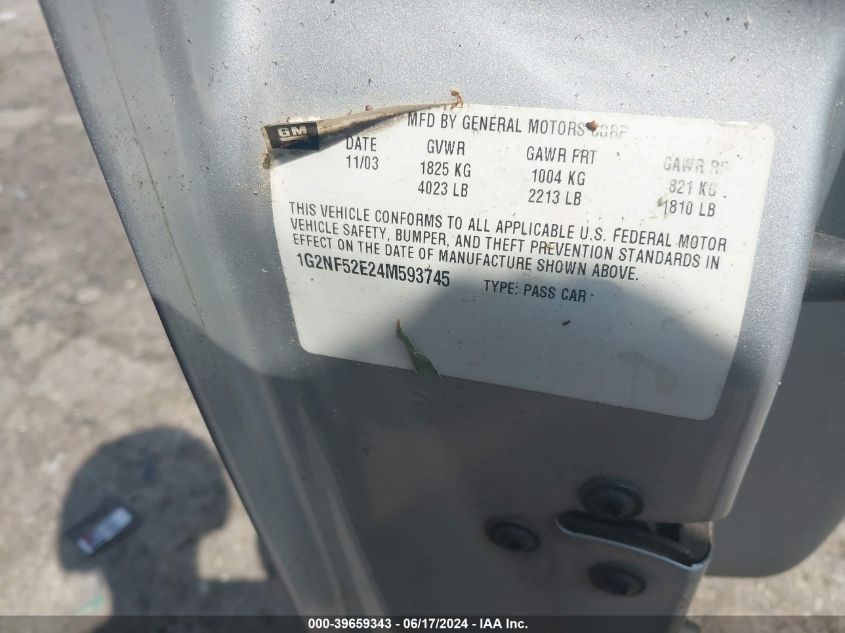 GM
MFD BY GENERAL MOTORS CORP
DATE GVWR GAWR FRT GAWR RR
11/03 1825 KG 1004 KG 821 KG
4023 LB 2213 LB 1810 LB
THIS VEHICLE CONFORMS TO ALL APPLICABLE U.S. FEDERAL MOTOR
VEHICLE SAFETY, BUMPER, AND THEFT PREVENTION STANDARDS IN
EFFECT ON THE DATE OF MANUFACTURE SHOWN ABOVE.
1G2NF52E24M593745 TYPE: PASS CAR
000-39659343 - 06/17/2024 - IAA Inc.